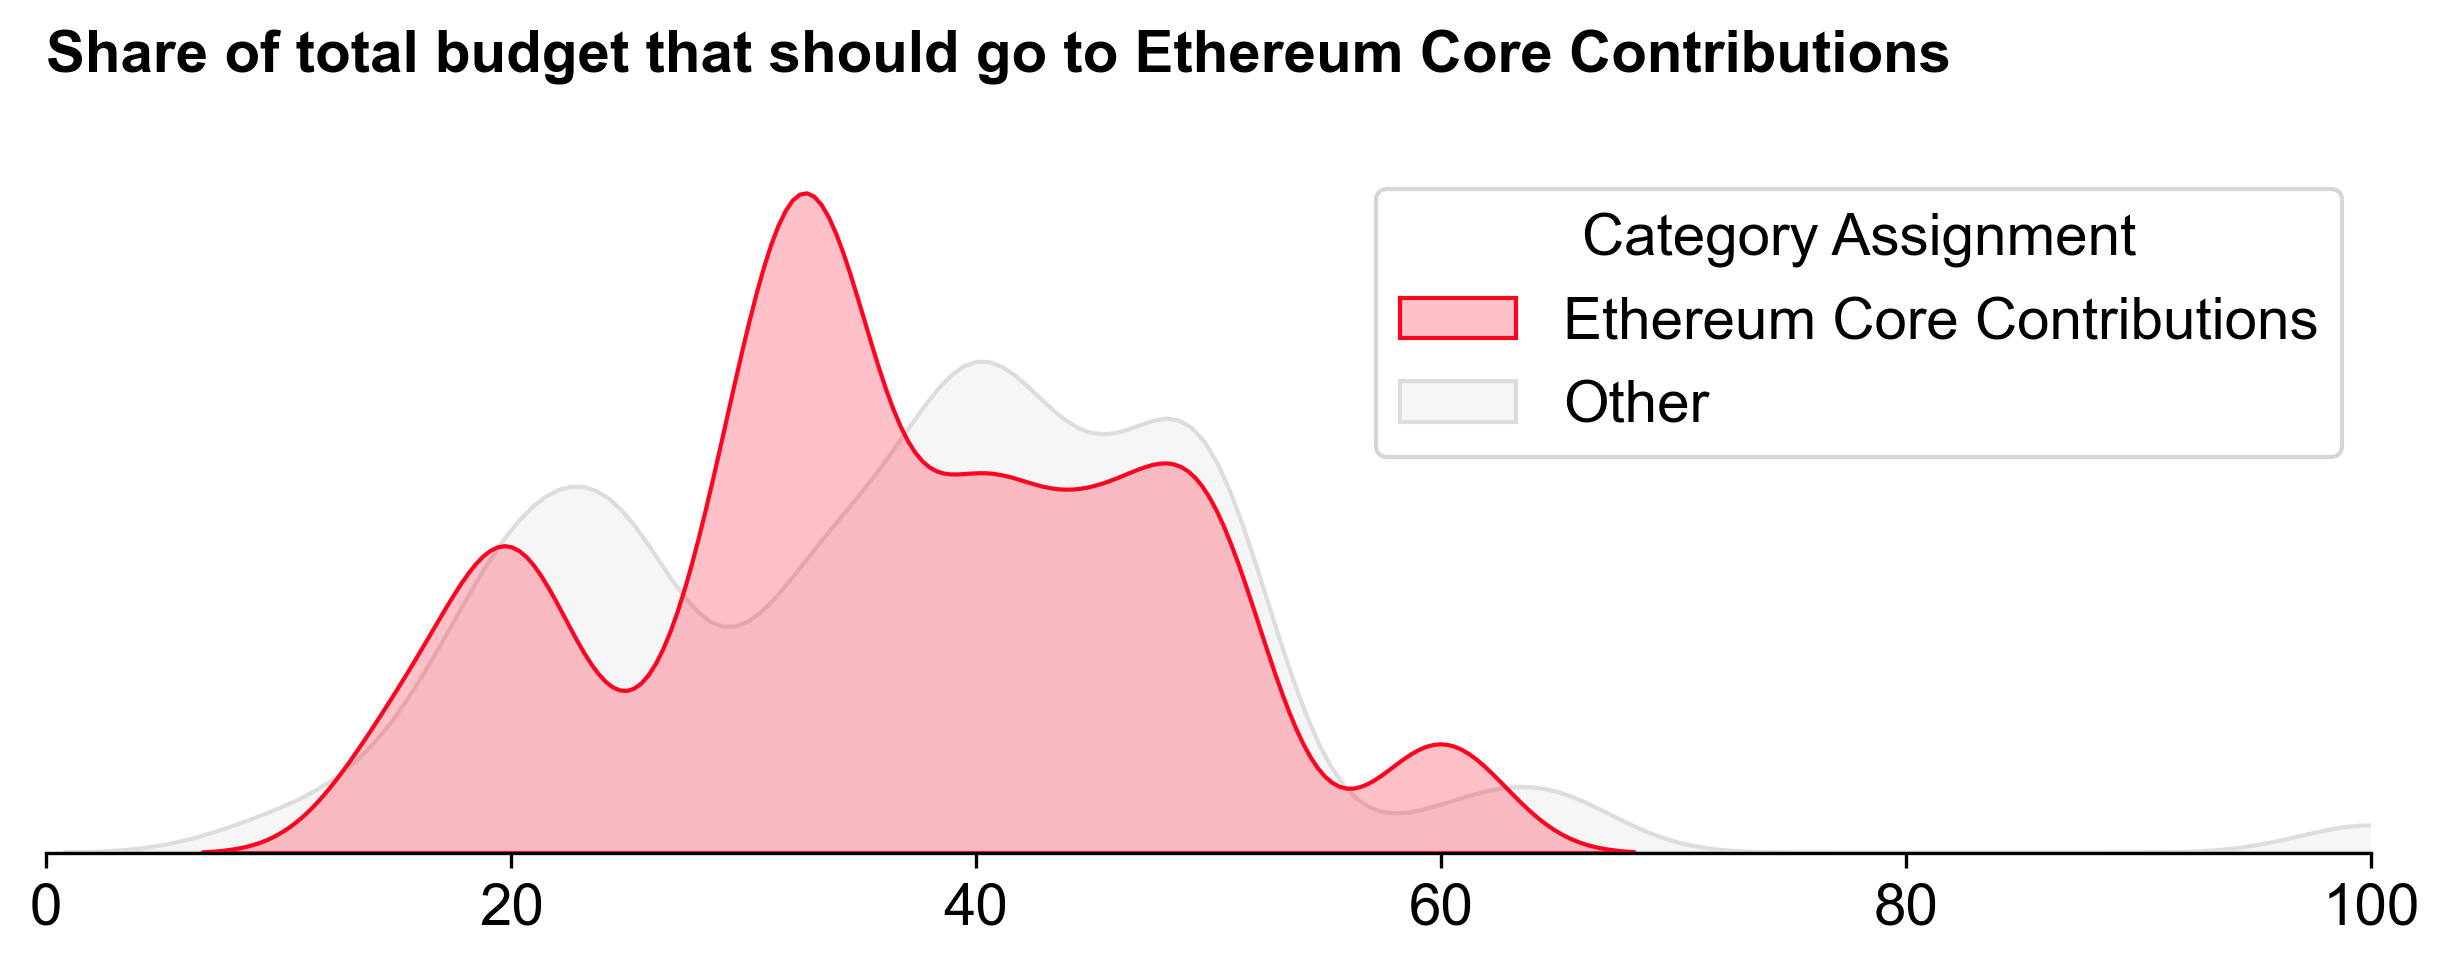 Share of total budget that should go to Ethereum Core Contributions
Category Assignment
Ethereum Core Contributions
Other
0 20 40 60 80 100